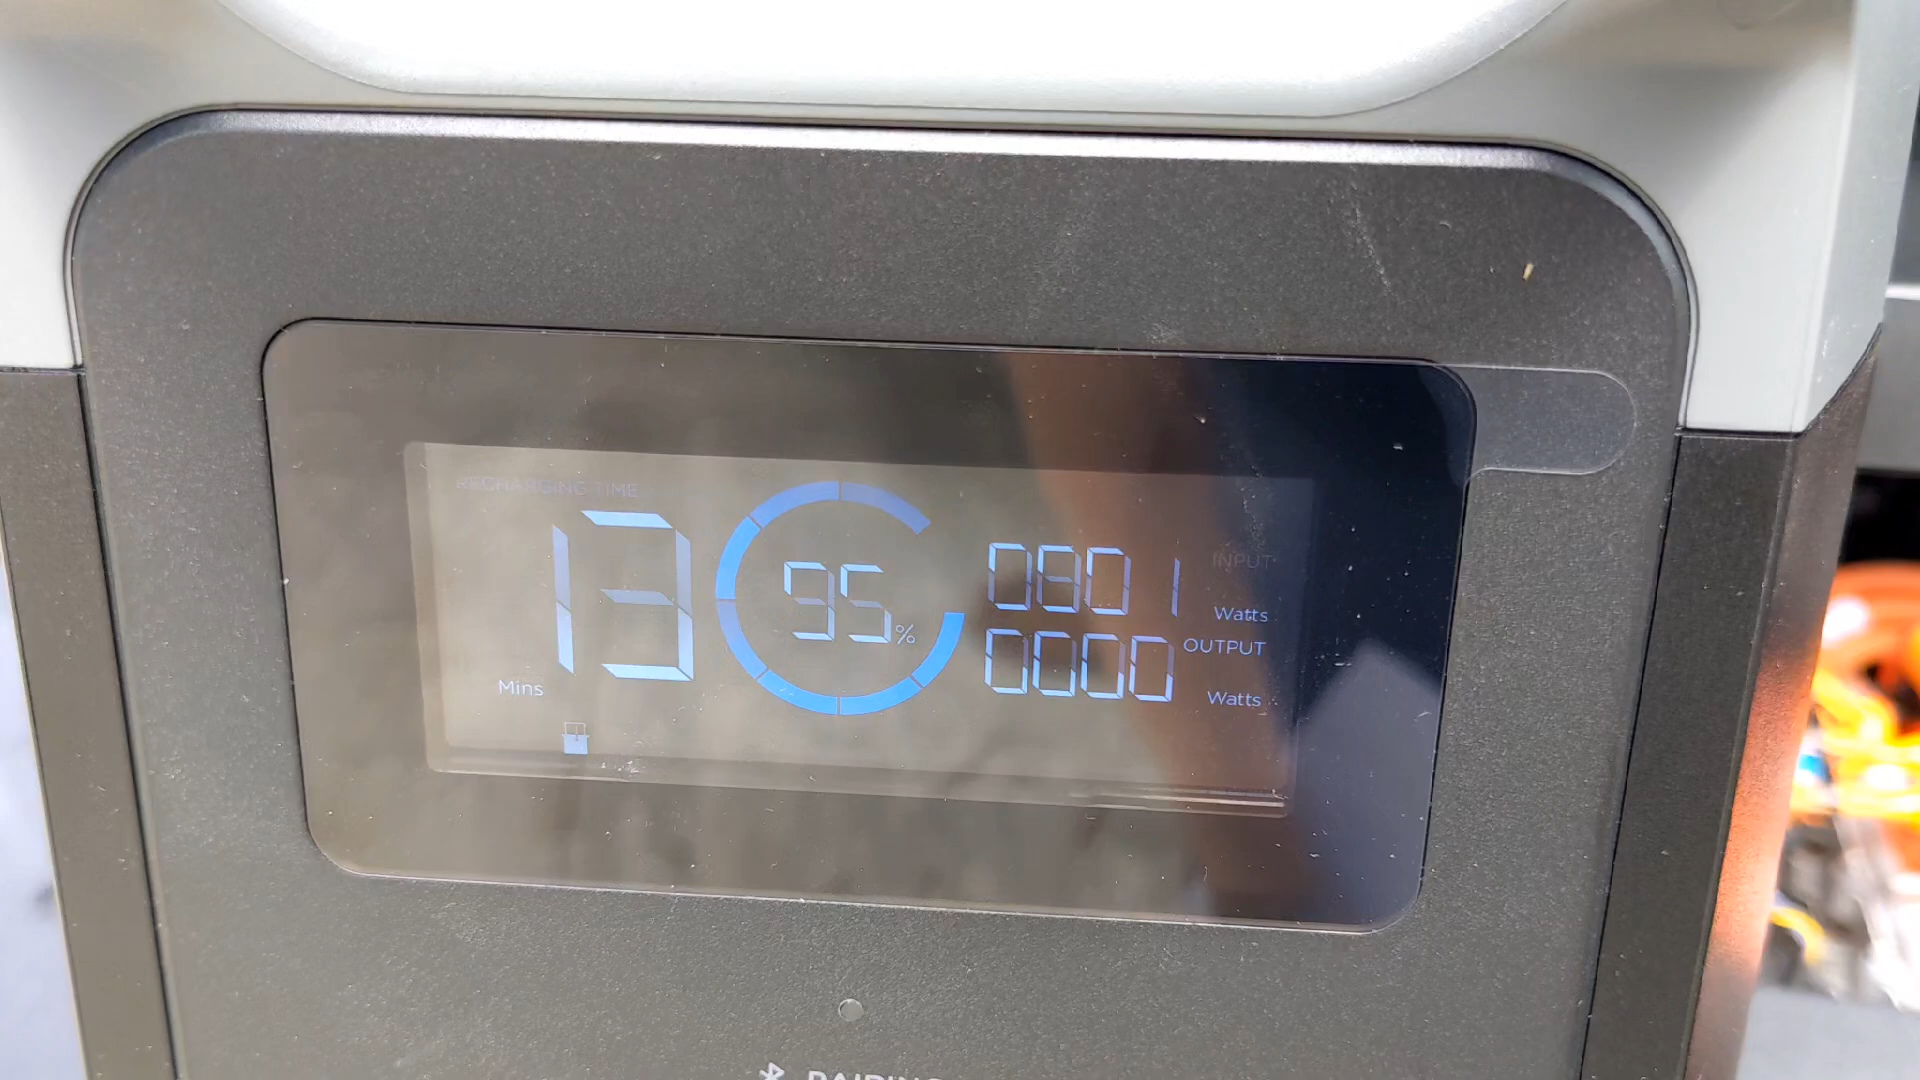 RECHARGING TIME
13
Mins
95%
0801 INPUT
Watts
0000 OUTPUT
Watts